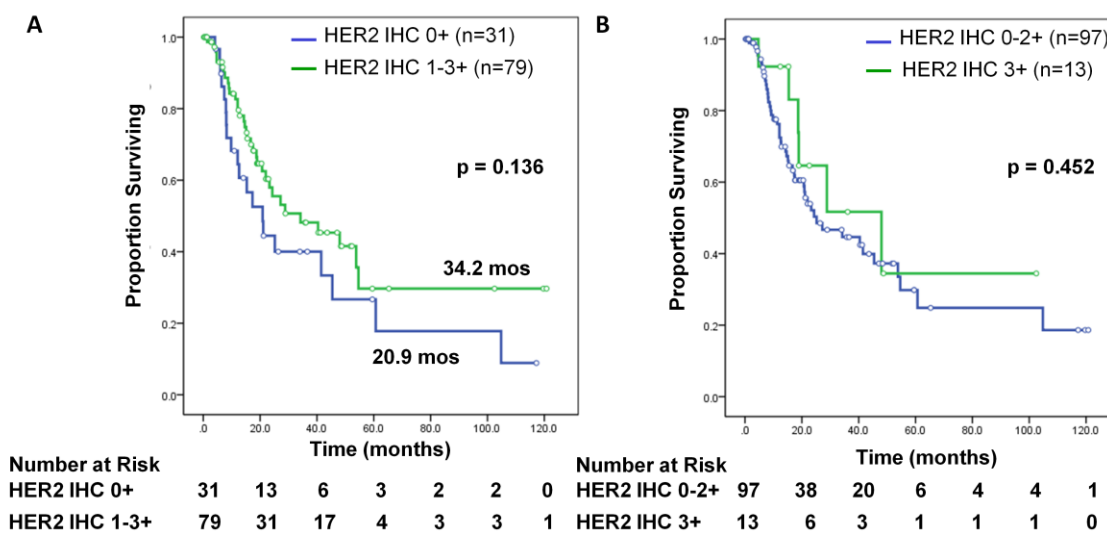 A
HER2 IHC 0+ (n=31)
HER2 IHC 1-3+ (n=79)
p = 0.136
34.2 mos
20.9 mos
Proportion Surviving
1.0
0.8
0.6
0.4
0.2
0.0
.0 20.0 40.0 60.0 80.0 100.0 120.0
Time (months)
Number at Risk
HER2 IHC 0+ 31 13 6 3 2 2 0
HER2 IHC 1-3+ 79 31 17 4 3 3 1
B
HER2 IHC 0-2+ (n=97)
HER2 IHC 3+ (n=13)
p = 0.452
Proportion Surviving
1.0
0.8
0.6
0.4
0.2
0.0
.0 20.0 40.0 60.0 80.0 100.0 120.0
Time (months)
Number at Risk
HER2 IHC 0-2+ 97 38 20 6 4 4 1
HER2 IHC 3+ 13 6 3 1 1 1 0